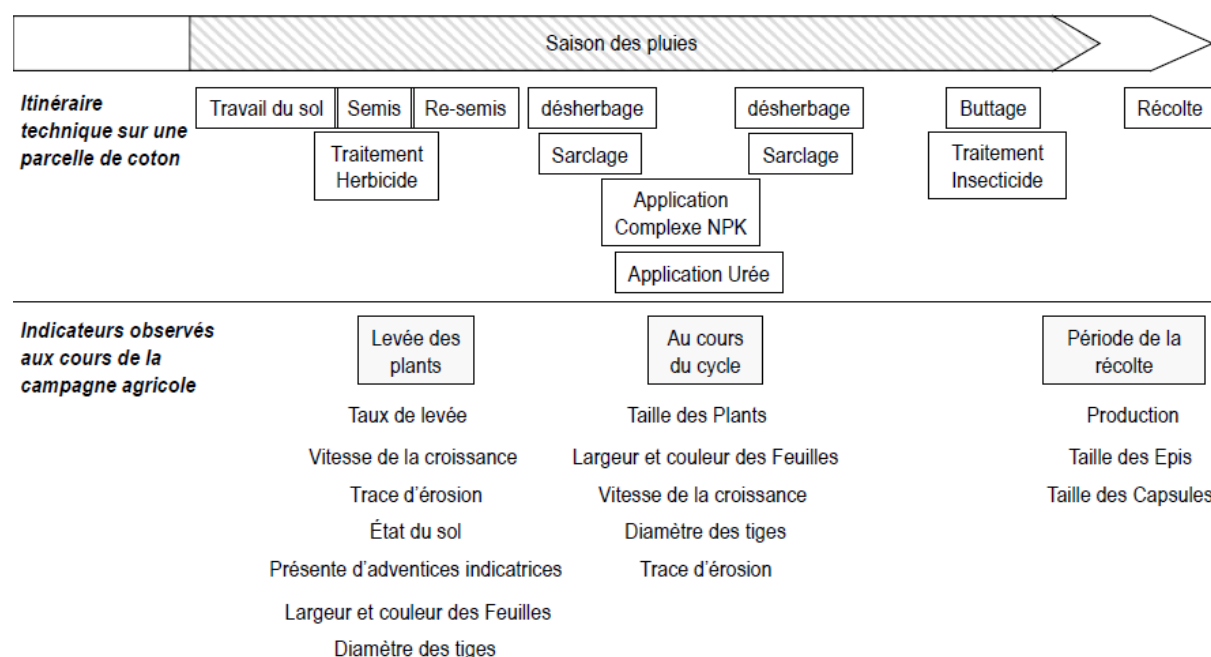 Saison des pluies
Itinéraire
technique sur une
parcelle de coton
Travail du sol
Semis
Re-semis
désherbage
désherbage
Buttage
Récolte
Traitement
Herbicide
Sarclage
Sarclage
Traitement
Insecticide
Application
Complexe NPK
Application Urée
Indicateurs observés
aux cours de la
campagne agricole
Levée des
plants
Au cours
du cycle
Période de la
récolte
Taux de levée
Vitesse de la croissance
Trace d'érosion
État du sol
Présente d'adventices indicatrices
Largeur et couleur des Feuilles
Diamètre des tiges
Taille des Plants
Largeur et couleur des Feuilles
Vitesse de la croissance
Diamètre des tiges
Trace d'érosion
Production
Taille des Epis
Taille des Capsules